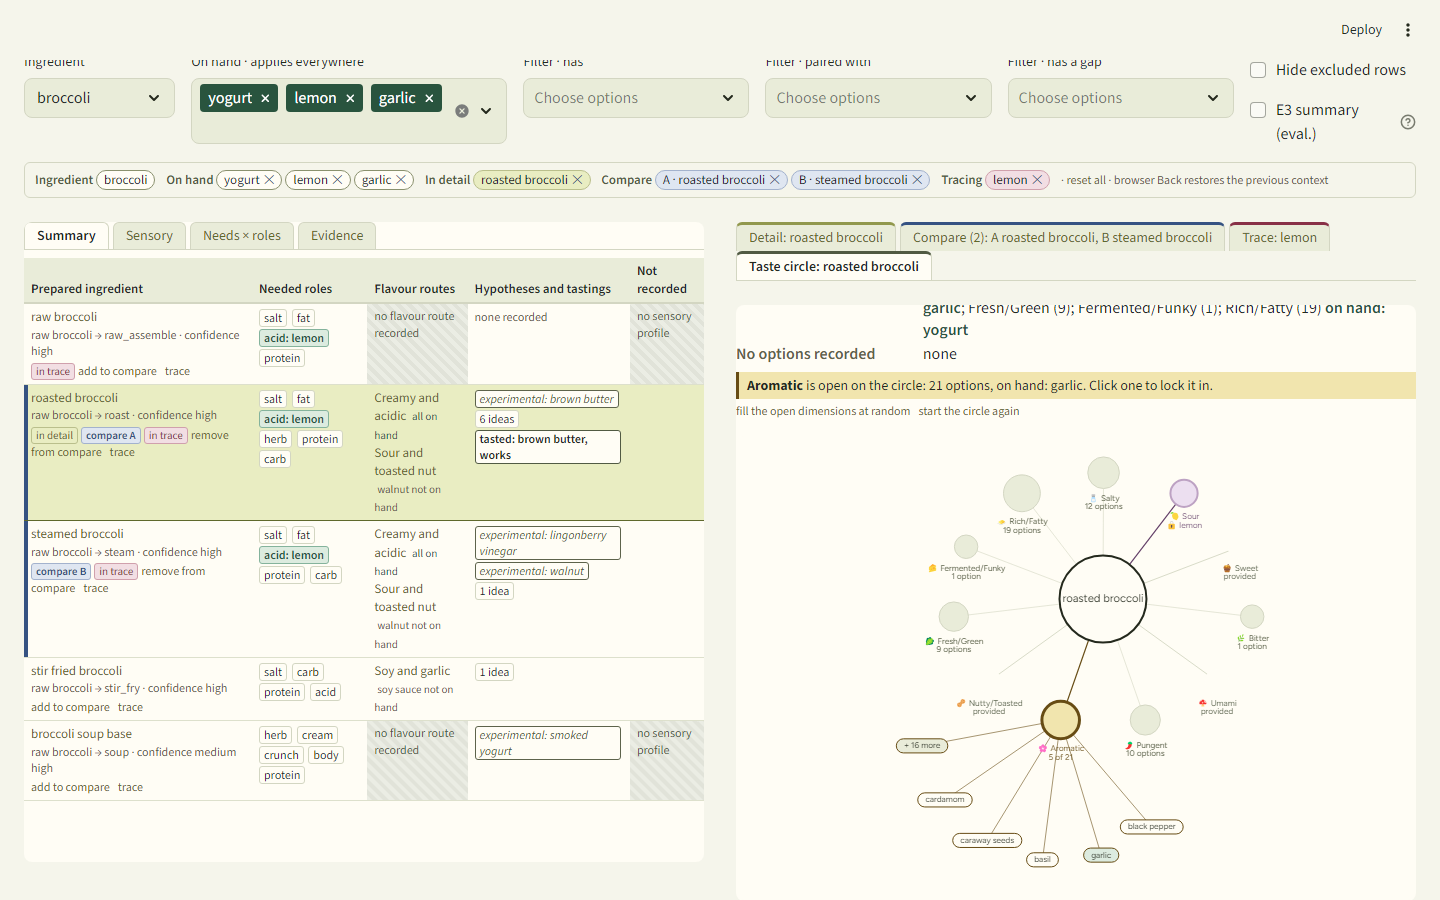 Deploy
Ingredient
On hand · applies everywhere
Filter · has
Filter · paired with
Filter · has a gap
broccoli
yogurt
lemon
garlic
Choose options
Choose options
Choose options
Hide excluded rows
E3 summary
(eval.)
Ingredient broccoli On hand yogurt lemon garlic In detail roasted broccoli Compare A · roasted broccoli B · steamed broccoli Tracing lemon · reset all · browser Back restores the previous context
Summary
Sensory
Needs × roles
Evidence
Prepared ingredient
Needed roles
Flavour routes
Hypotheses and tastings
Not
recorded
raw broccoli
raw broccoli → raw_assemble · confidence
high
in trace add to compare trace
salt fat
acid: lemon
protein
no flavour route
recorded
none recorded
no sensory
profile
roasted broccoli
raw broccoli → roast · confidence high
in detail compare A in trace remove
from compare trace
salt fat
acid: lemon
herb protein
carb
Creamy and
acidic all on
hand
Sour and
toasted nut
walnut not on
hand
experimental: brown butter
6 ideas
tasted: brown butter,
works
steamed broccoli
raw broccoli → steam · confidence high
compare B in trace remove from
compare trace
salt fat
acid: lemon
protein carb
Creamy and
acidic all on
hand
Sour and
toasted nut
walnut not on
hand
experimental: lingonberry
vinegar
experimental: walnut
1 idea
stir fried broccoli
raw broccoli → stir_fry · confidence high
add to compare trace
salt carb
protein acid
Soy and garlic
soy sauce not on
hand
1 idea
broccoli soup base
raw broccoli → soup · confidence medium
high
add to compare trace
herb cream
crunch body
protein
no flavour route
recorded
experimental: smoked
yogurt
no sensory
profile
Detail: roasted broccoli
Compare (2): A roasted broccoli, B steamed broccoli
Trace: lemon
Taste circle: roasted broccoli
garlic; Fresh/Green (9); Fermented/Funky (1); Rich/Fatty (19) on hand:
yogurt
No options recorded
none
Aromatic is open on the circle: 21 options, on hand: garlic. Click one to lock it in.
fill the open dimensions at random start the circle again
Salty
12 options
Rich/Fatty
19 options
Sour
lemon
Fermented/Funky
1 option
Sweet
provided
roasted broccoli
Fresh/Green
9 options
Bitter
1 option
Nutty/Toasted
provided
Umami
provided
Aromatic
5 of 21
Pungent
10 options
+ 16 more
cardamom
caraway seeds
basil
garlic
black pepper